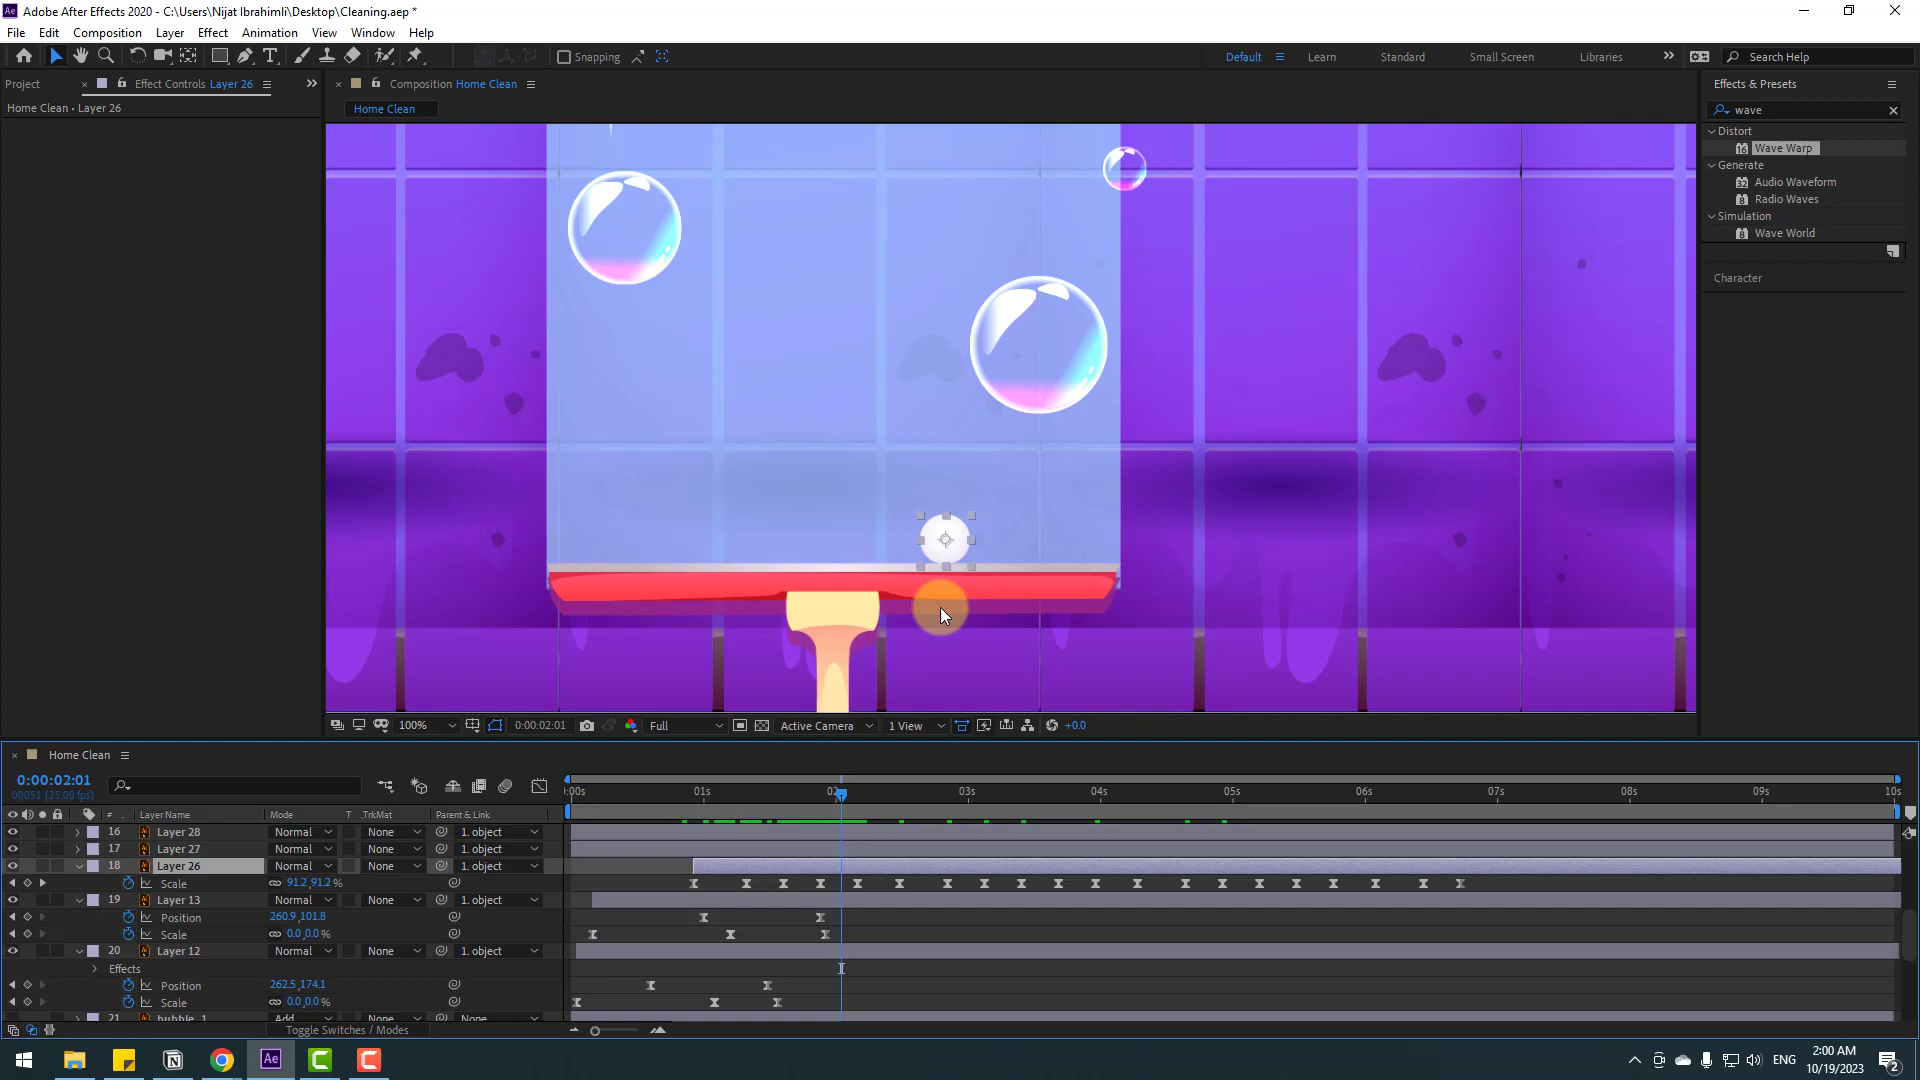 Adobe After Effects 2020 - C:\Users\Nijat Ibrahimli\Desktop\Cleaning.aep *
File Edit Composition Layer Effect Animation View Window Help
Snapping Default Learn Standard Small Screen Libraries Search Help
Project Effect Controls Layer 26 Composition Home Clean Effects & Presets
Home Clean • Layer 26 Home Clean wave
Distort
Wave Warp
Generate
Audio Waveform
Radio Waves
Simulation
Wave World
Character
100% 0:00:02:01 Full Active Camera 1 View +0.0
Home Clean
0:00:02:01
00051 (25.00 fps)
:00s 01s 02 03s 04s 05s 06s 07s 08s 09s 10s
# Layer Name Mode T .TrkMat Parent & Link
16 Layer 28 Normal None 1. object
17 Layer 27 Normal None 1. object
18 Layer 26 Normal None 1. object
Scale 91.2,91.2 %
19 Layer 13 Normal None 1. object
Position 260.9,101.8
Scale 0.0,0.0 %
20 Layer 12 Normal None 1. object
Effects
Position 262.5,174.1
Scale 0.0,0.0 %
21 bubble_1 Add None None
Toggle Switches / Modes
ENG 2:00 AM
10/19/2023 2